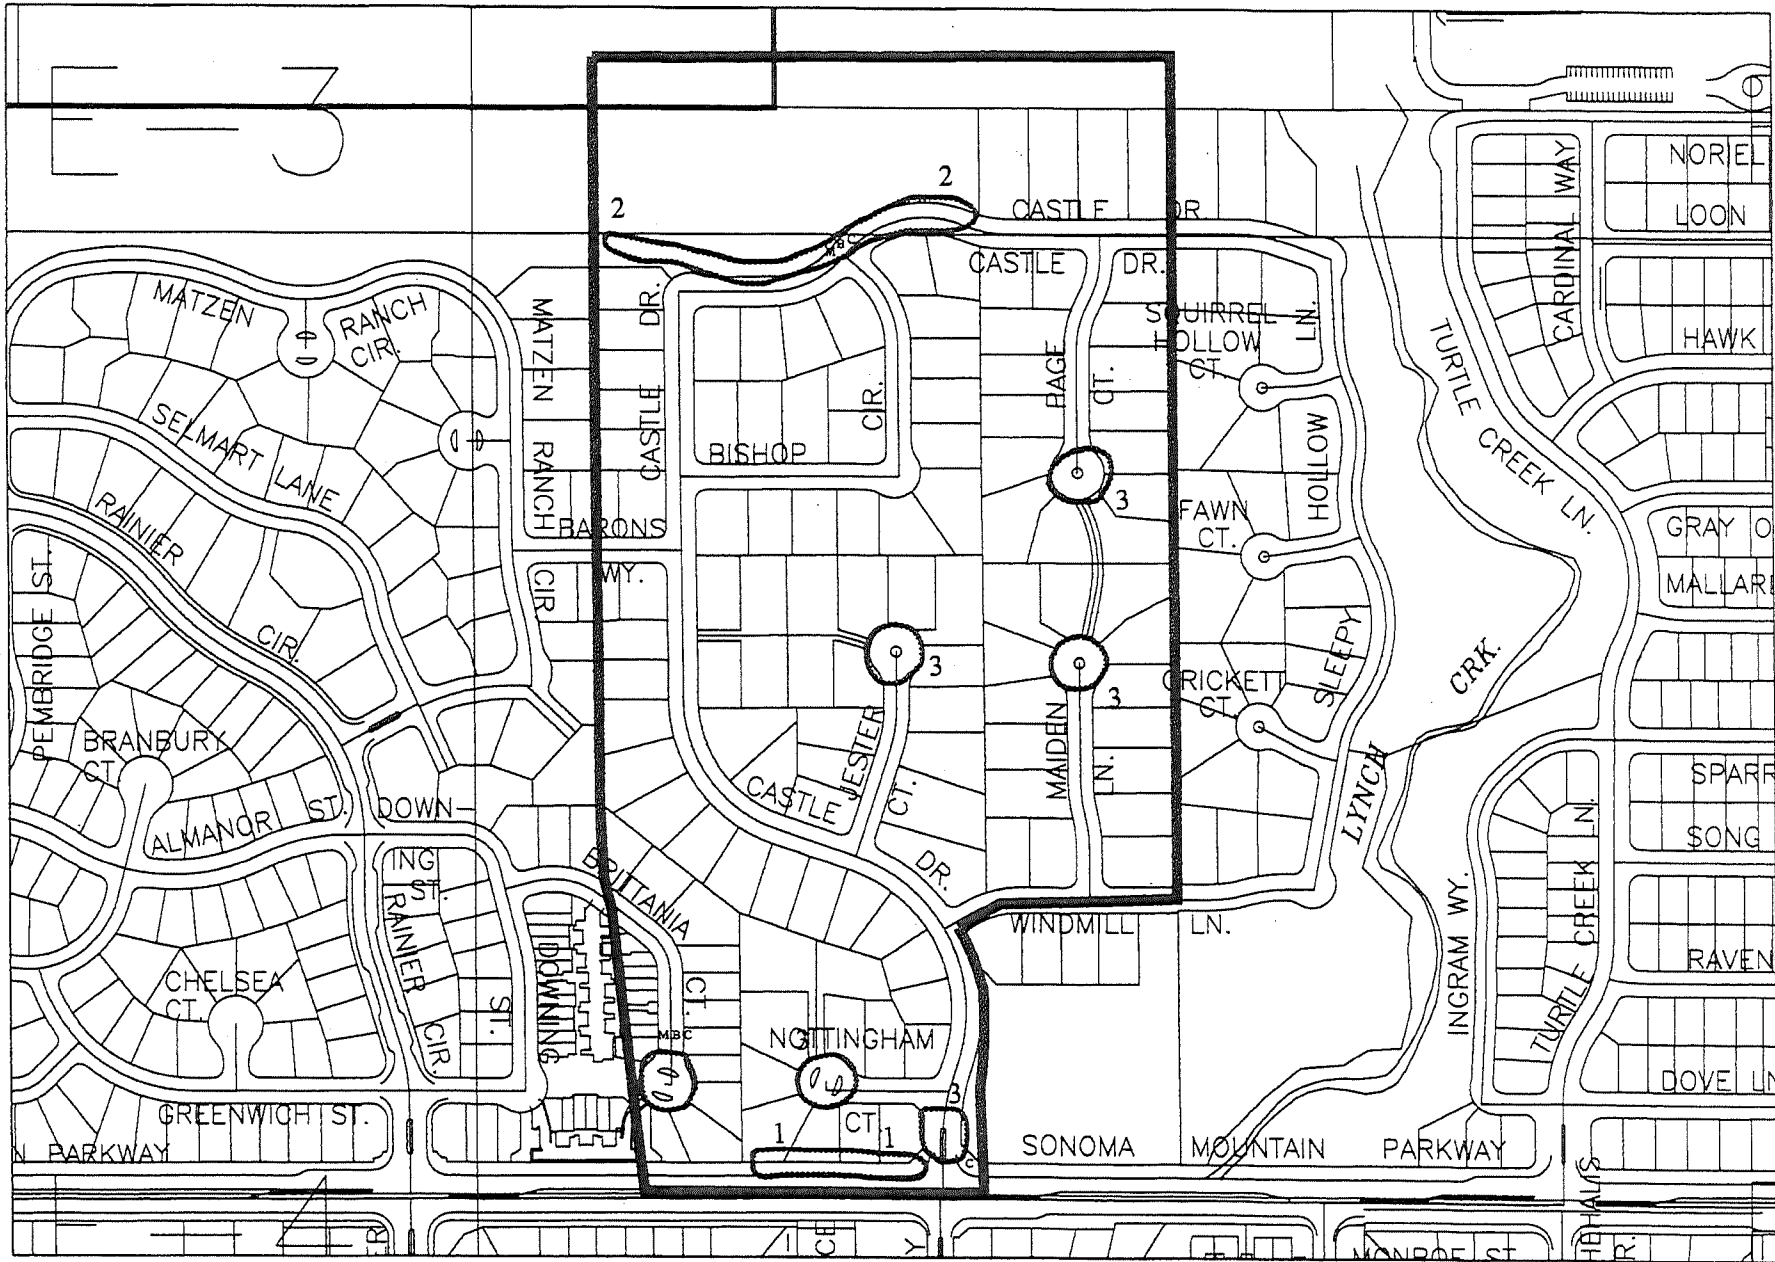 E-3
NORIEL
LOON
CARDINAL WAY
HAWK
2
2
CASTLE DR.
CASTLE DR.
MATZEN
RANCH
CIR.
MATZEN RANCH CIR
CASTLE DR.
SQUIRREL
HOLLOW
CT.
LN.
PAGE CT.
TURTLE CREEK LN.
SELMART LANE
BISHOP
CIR.
HOLLOW
RAINIER
CIR.
3
FAWN
CT.
GRAY O
BARONS
WY.
MALLARD
PEMBRIDGE ST.
SLEEPY
3
3
CRICKETT
CT.
CRK.
LYNCH
BRANBURY
CT.
JESTER
CT.
MAIDEN
LN.
SPARR
ALMANOR ST.
DOWN-
ING
ST.
CASTLE
DR.
SONG
BRITTANIA
CT.
RAINIER
CIR.
WINDMILL LN.
INGRAM WY.
TURTLE CREEK LN.
RAVEN
CHELSEA
CT.
DOWNING
ST.
MBC
NOTTINGHAM
CT
3
DOVE LN
GREENWICH ST.
N PARKWAY
1
1
C
SONOMA MOUNTAIN PARKWAY
4
CE
Y
MONROE ST